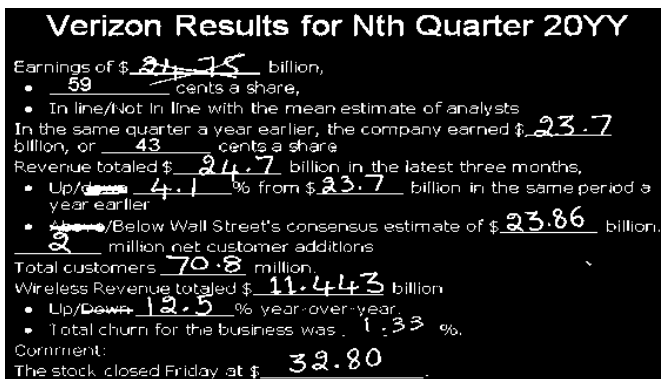 Verizon Results for Nth Quarter 20YY
Earnings of $ 24.75 billion,
• 59 cents a share,
• In line/Not in line with the mean estimate of analysts
In the same quarter a year earlier, the company earned $ 23.7
billion, or 43 cents a share
Revenue totaled $ 24.7 billion in the latest three months,
• Up/down 4.1 % from $ 23.7 billion in the same period a
year earlier
• Above/Below Wall Street's consensus estimate of $ 23.86 billion.
2 million net customer additions
Total customers 70.8 million.
Wireless Revenue totaled $ 11.443 billion
• Up/Down 12.5 % year-over-year.
• Total churn for the business was 1.33 %.
Comment:
The stock closed Friday at $ 32.80.